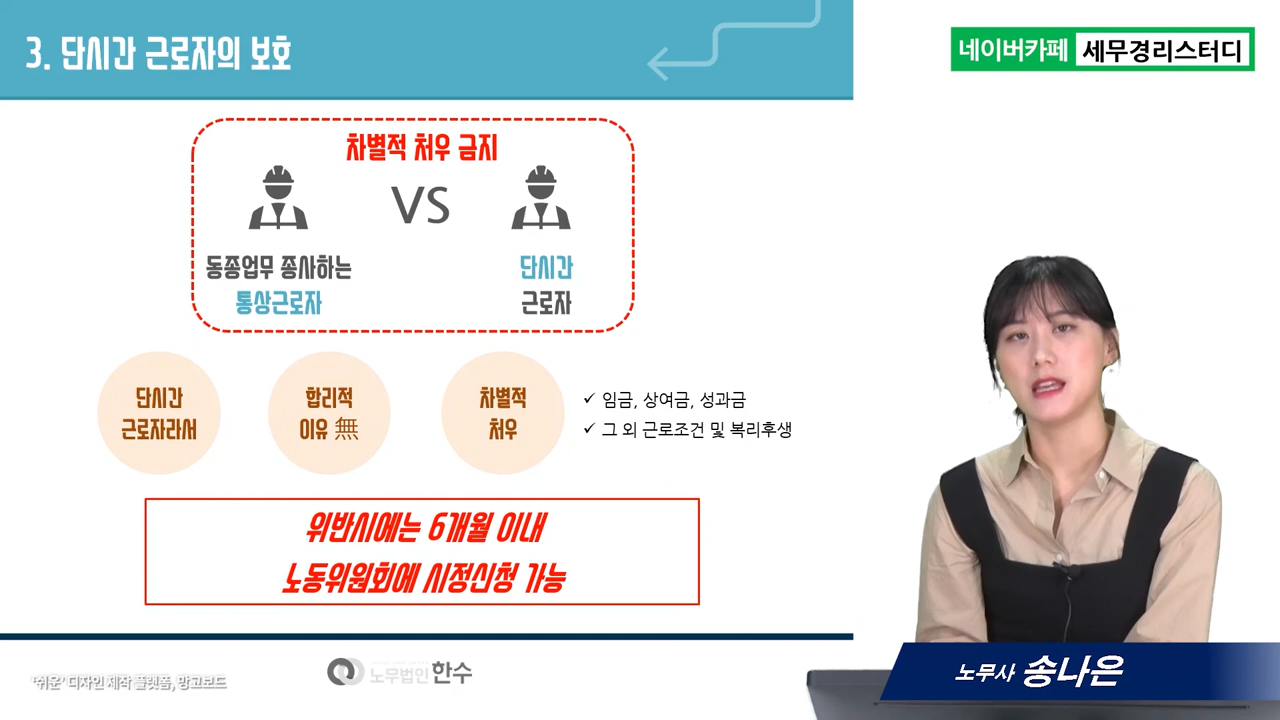 3. 단시간 근로자의 보호
네이버카페 세무경리스터디
차별적 처우 금지
VS
동종업무 종사하는
통상근로자
단시간
근로자
단시간
근로자라서
합리적
이유 無
차별적
처우
✓ 임금, 상여금, 성과금
✓ 그 외 근로조건 및 복리후생
위반시에는 6개월 이내
노동위원회에 시정신청 가능
'쉬운' 디자인 제작 플랫폼, 망고보드
노무법인 한수
노무사 송나은